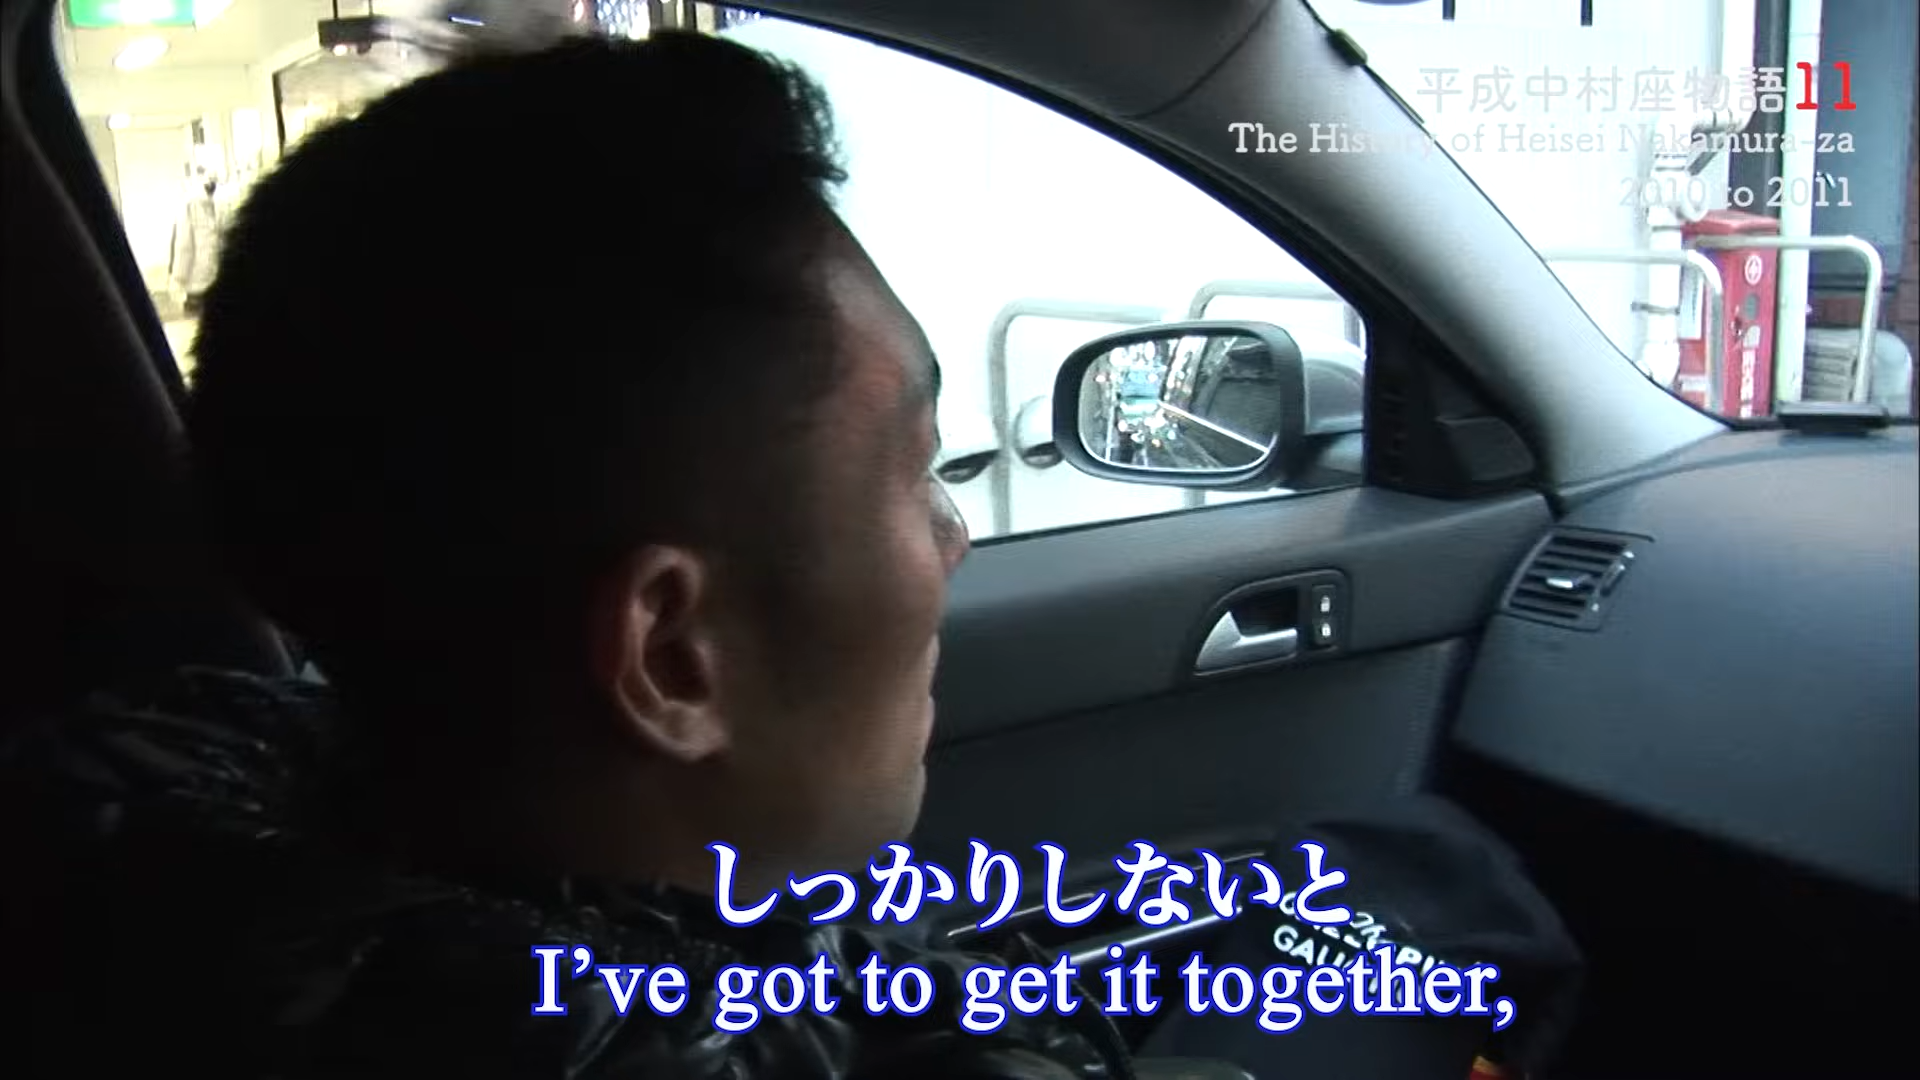 平成中村座物語11
The History of Heisei Nakamura-za
2010 to 2011
しっかりしないと
I've got to get it together,